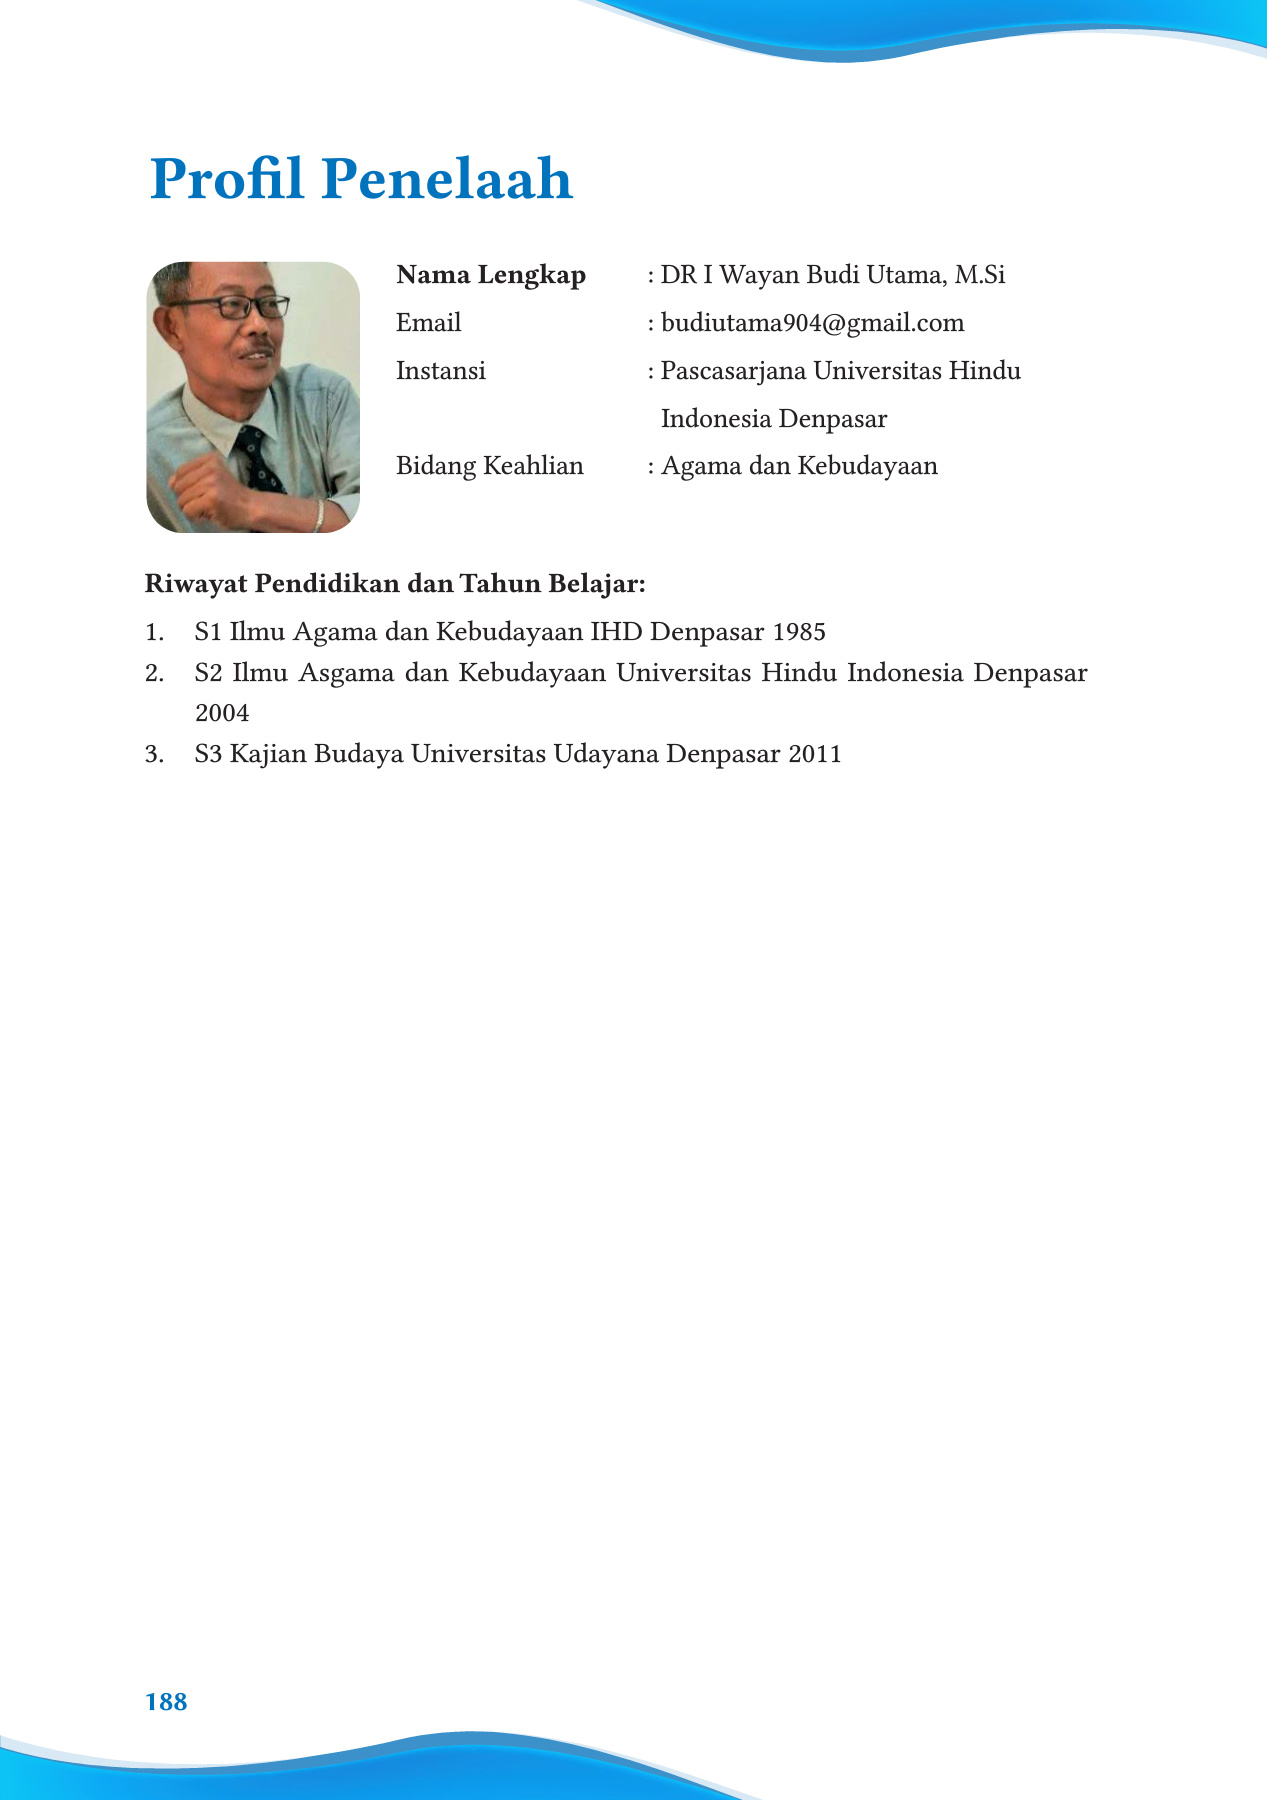 Profil Penelaah
Nama Lengkap : DR I Wayan Budi Utama, M.Si
Email : budiutama904@gmail.com
Instansi : Pascasarjana Universitas Hindu
Indonesia Denpasar
Bidang Keahlian : Agama dan Kebudayaan
Riwayat Pendidikan dan Tahun Belajar:
1. S1 Ilmu Agama dan Kebudayaan IHD Denpasar 1985
2. S2 Ilmu Asgama dan Kebudayaan Universitas Hindu Indonesia Denpasar
2004
3. S3 Kajian Budaya Universitas Udayana Denpasar 2011
188